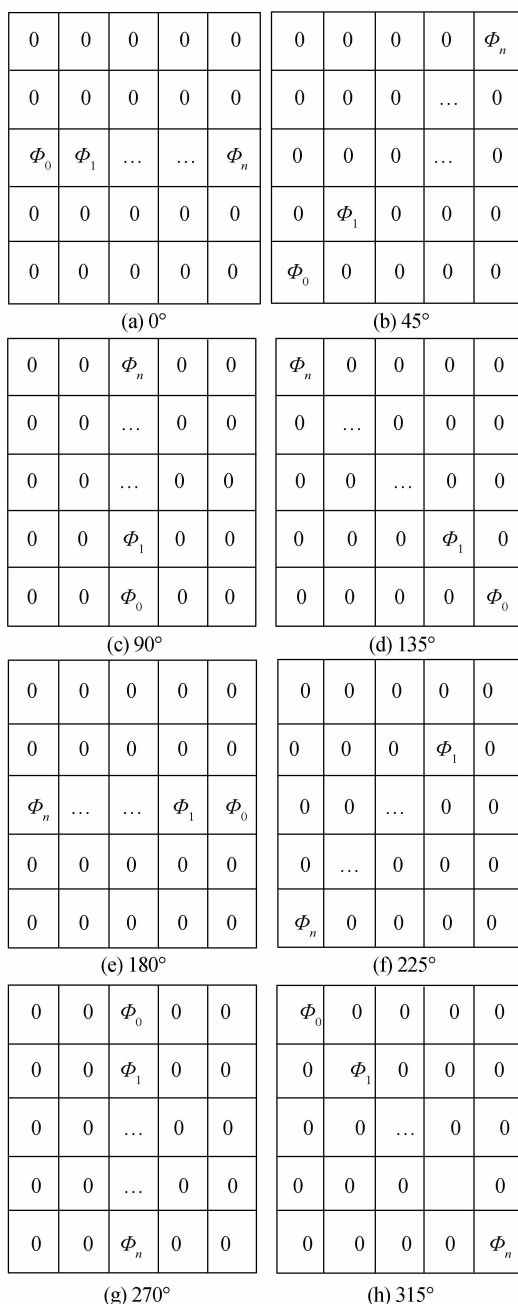 0 0 0 0 0
0 0 0 0 0
Φ₀ Φ₁ … … Φₙ
0 0 0 0 0
0 0 0 0 0
(a) 0°
0 0 0 0 Φₙ
0 0 0 … 0
0 0 0 … 0
0 Φ₁ 0 0 0
Φ₀ 0 0 0 0
(b) 45°
0 0 Φₙ 0 0
0 0 … 0 0
0 0 … 0 0
0 0 Φ₁ 0 0
0 0 Φ₀ 0 0
(c) 90°
Φₙ 0 0 0 0
0 … 0 0 0
0 0 … 0 0
0 0 0 Φ₁ 0
0 0 0 0 Φ₀
(d) 135°
0 0 0 0 0
0 0 0 0 0
Φₙ … … Φ₁ Φ₀
0 0 0 0 0
0 0 0 0 0
(e) 180°
0 0 0 0 0
0 0 0 Φ₁ 0
0 0 … 0 0
0 … 0 0 0
Φₙ 0 0 0 0
(f) 225°
0 0 Φ₀ 0 0
0 0 Φ₁ 0 0
0 0 … 0 0
0 0 … 0 0
0 0 Φₙ 0 0
(g) 270°
Φ₀ 0 0 0 0
0 Φ₁ 0 0 0
0 0 … 0 0
0 0 0 0
0 0 0 0 Φₙ
(h) 315°